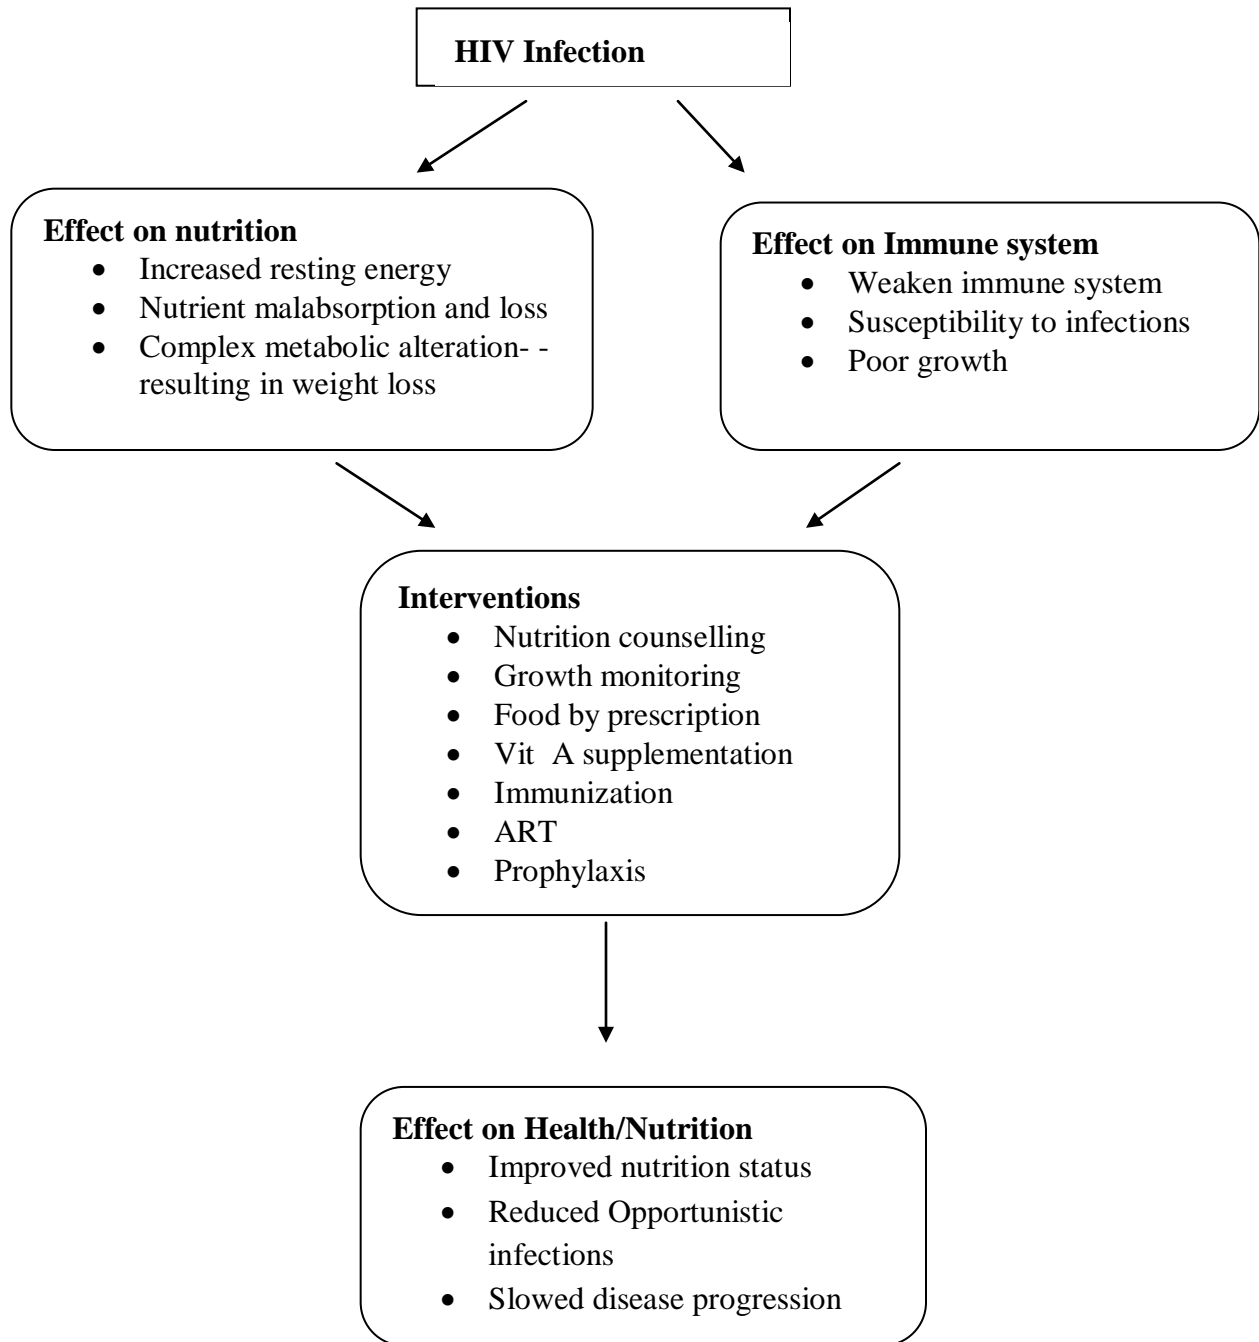 HIV Infection
Effect on nutrition
• Increased resting energy
• Nutrient malabsorption and loss
• Complex metabolic alteration- -
resulting in weight loss
Effect on Immune system
• Weaken immune system
• Susceptibility to infections
• Poor growth
Interventions
• Nutrition counselling
• Growth monitoring
• Food by prescription
• Vit  A supplementation
• Immunization
• ART
• Prophylaxis
Effect on Health/Nutrition
• Improved nutrition status
• Reduced Opportunistic
infections
• Slowed disease progression